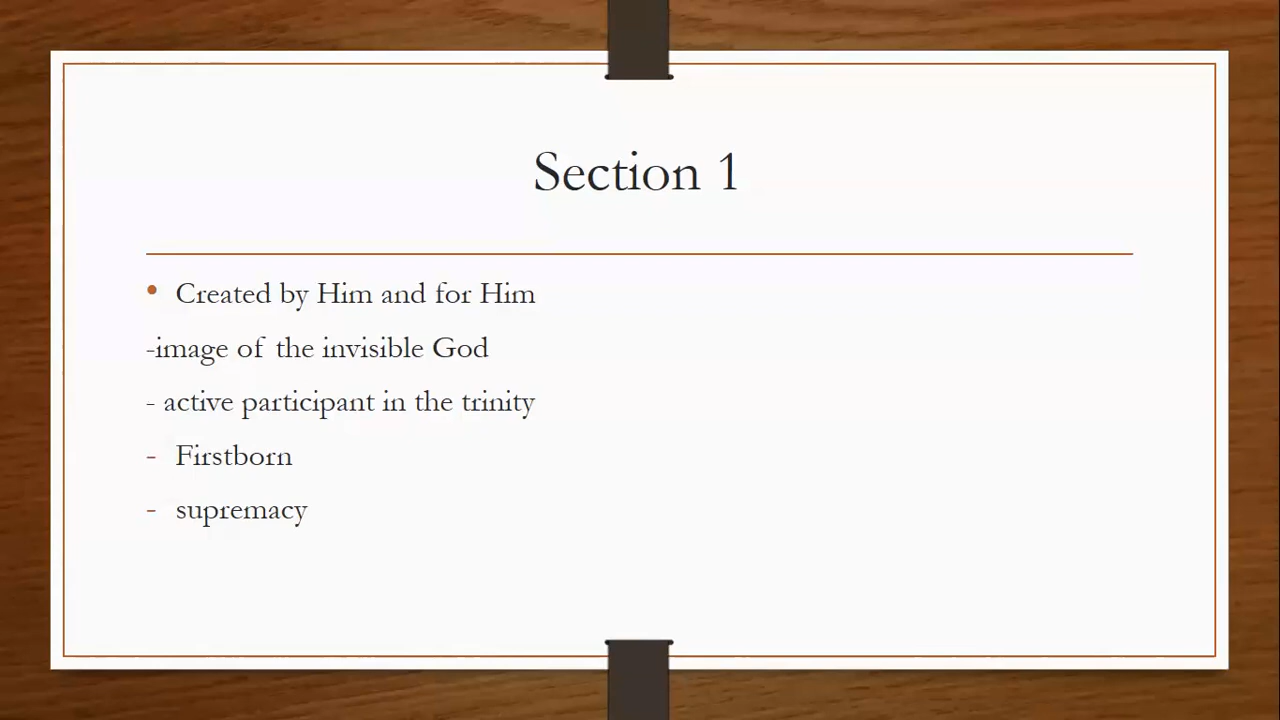 Section 1
• Created by Him and for Him
-image of the invisible God
- active participant in the trinity
- Firstborn
- supremacy